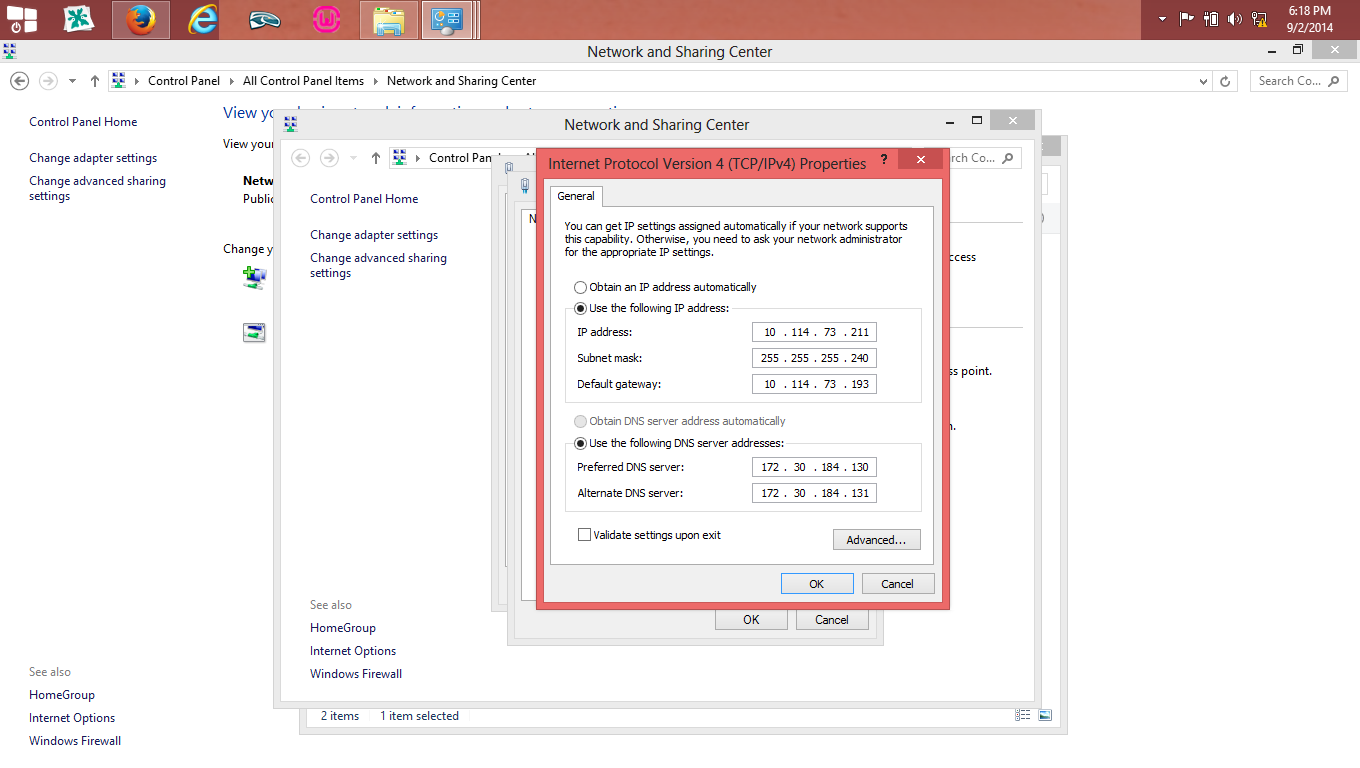 6:18 PM
9/2/2014
Network and Sharing Center
Control Panel
All Control Panel Items
Network and Sharing Center
Search Co...
Control Panel Home
Change adapter settings
Change advanced sharing
settings
View your
Netw
Public
Change y
See also
HomeGroup
Internet Options
Windows Firewall
Network and Sharing Center
Control Pan
rch Co...
Control Panel Home
Change adapter settings
Change advanced sharing
settings
ccess
ss point.
See also
HomeGroup
Internet Options
Windows Firewall
2 items
1 item selected
OK
Cancel
Internet Protocol Version 4 (TCP/IPv4) Properties
General
You can get IP settings assigned automatically if your network supports
this capability. Otherwise, you need to ask your network administrator
for the appropriate IP settings.
Obtain an IP address automatically
Use the following IP address:
IP address:
10 . 114 . 73 . 211
Subnet mask:
255 . 255 . 255 . 240
Default gateway:
10 . 114 . 73 . 193
Obtain DNS server address automatically
Use the following DNS server addresses:
Preferred DNS server:
172 . 30 . 184 . 130
Alternate DNS server:
172 . 30 . 184 . 131
Validate settings upon exit
Advanced...
OK
Cancel